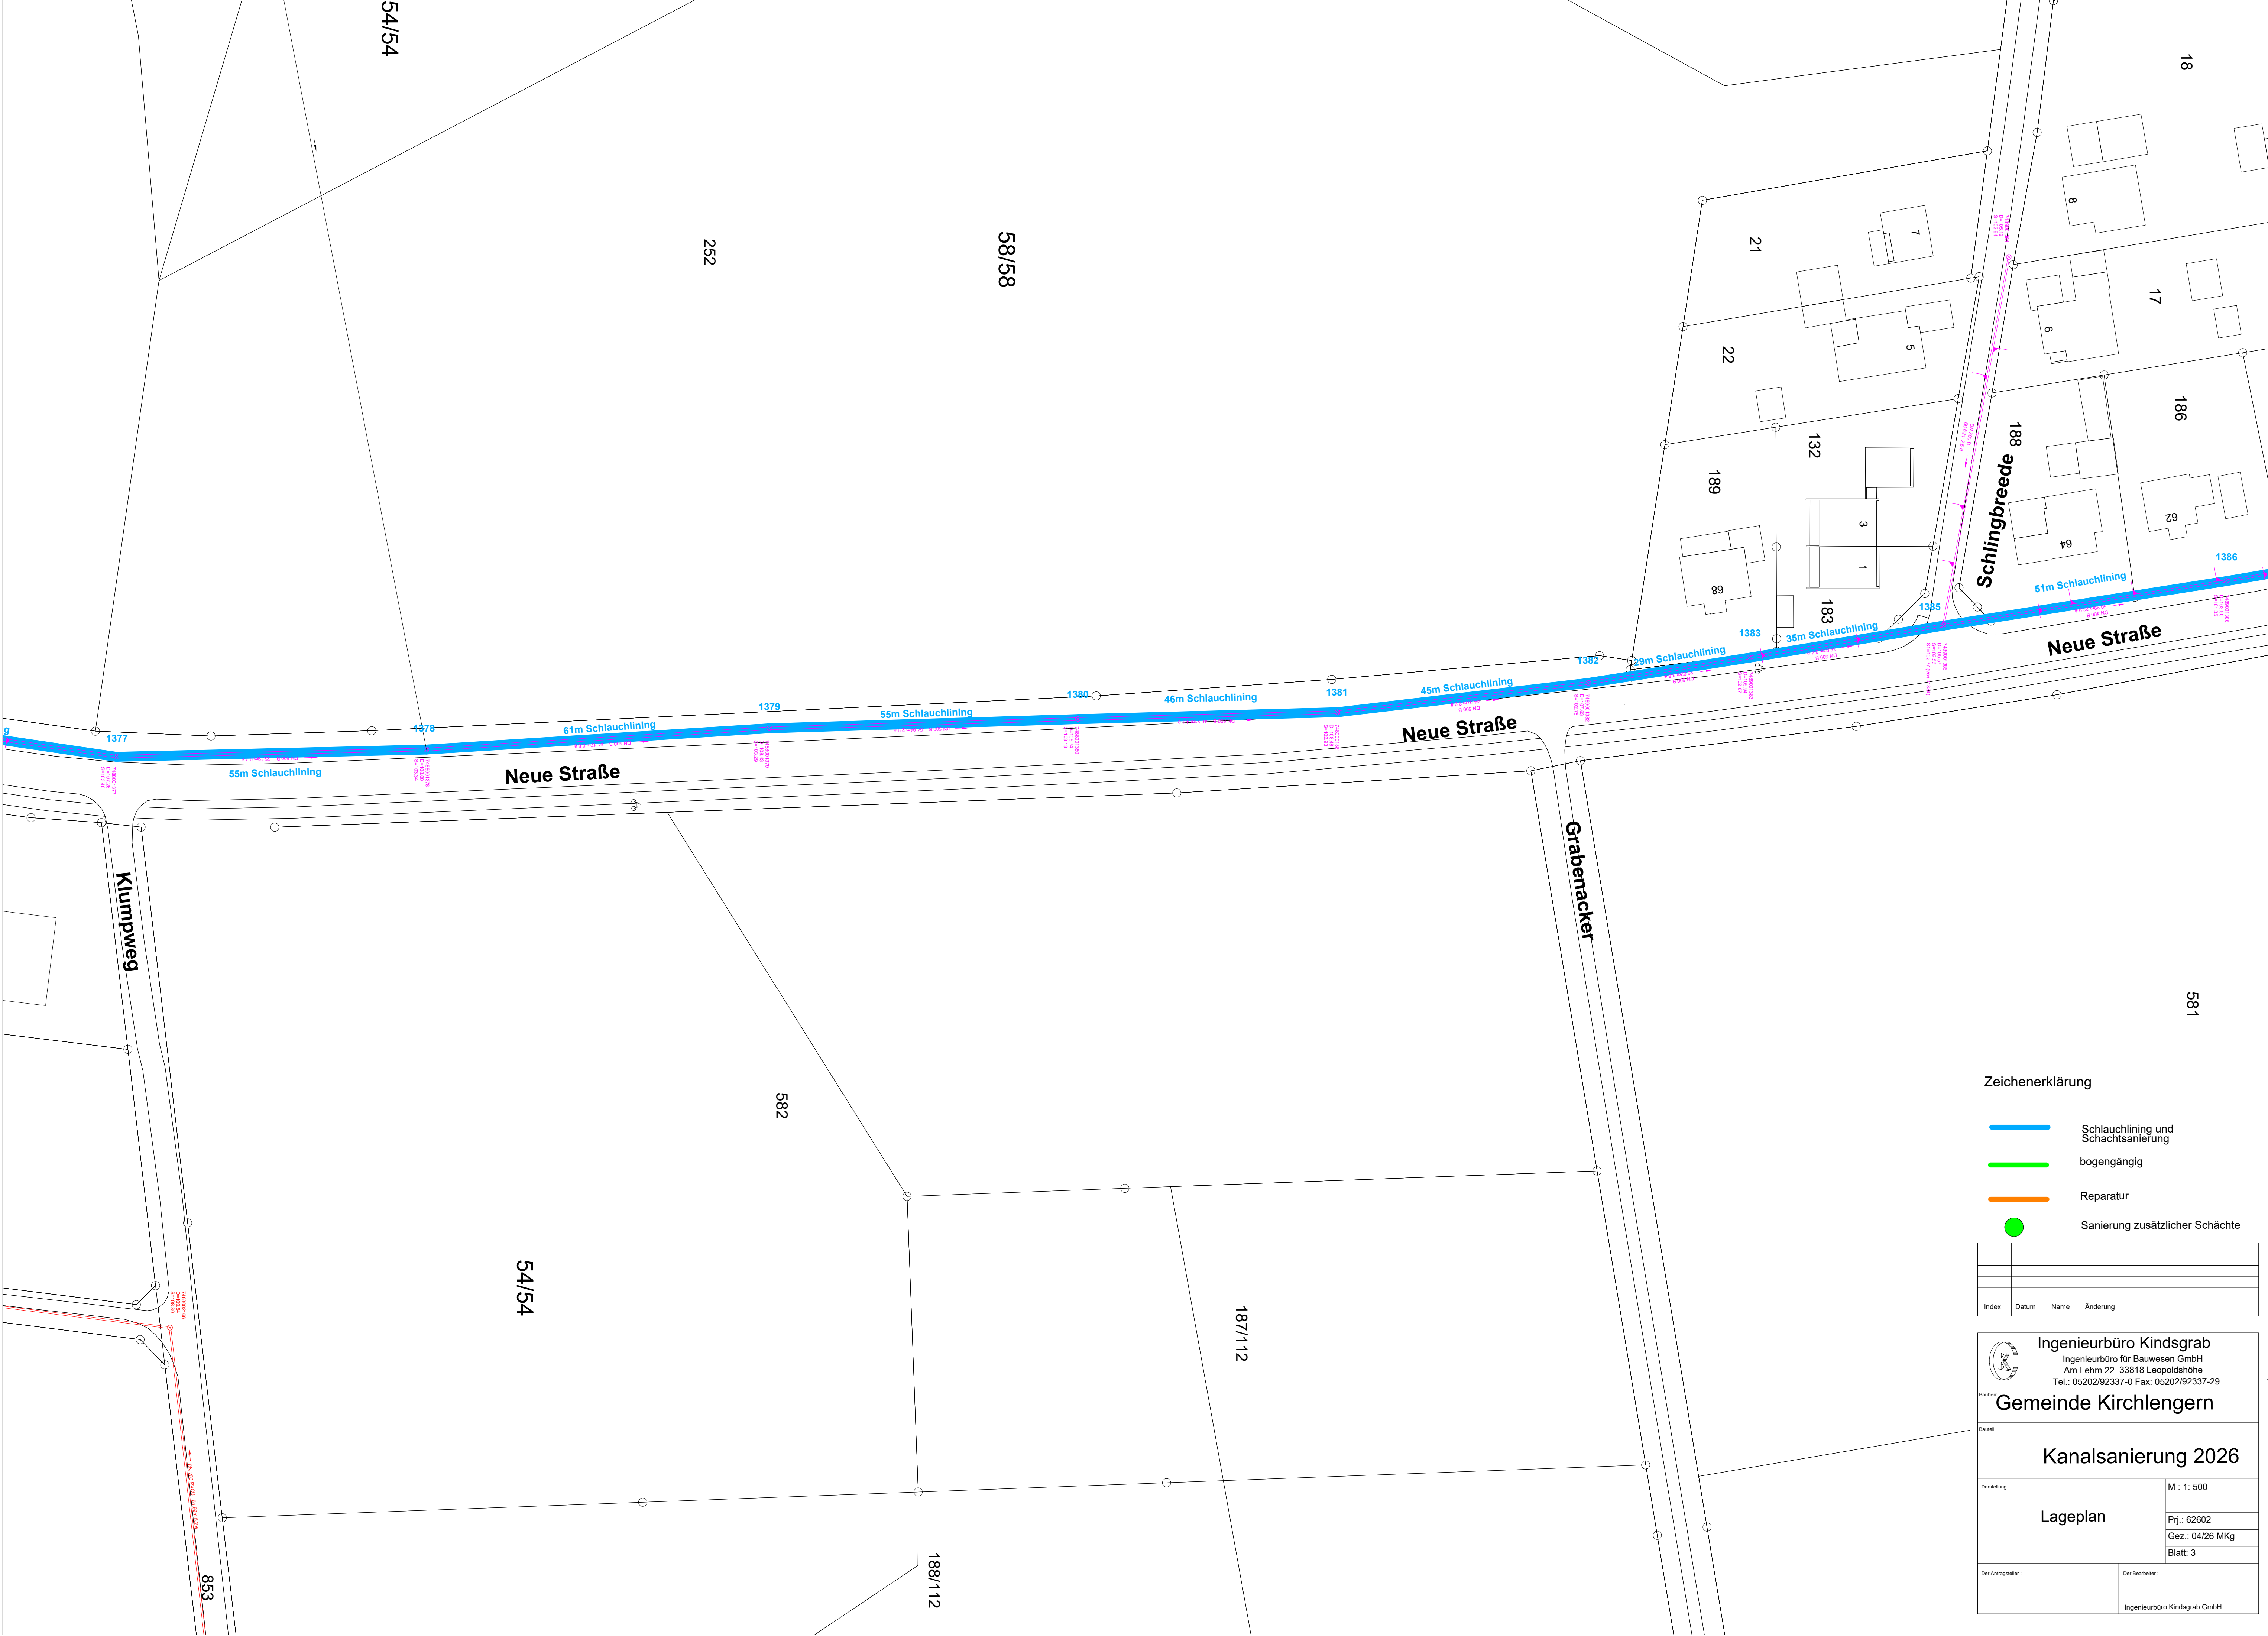 54/54
18
8
252
58/58
21
7
17
6
22
5
186
188
132
189
Schlingbreede
3
1
62
64
68
183
1386
51m Schlauchlining
1385
35m Schlauchlining
1383
29m Schlauchlining
1382
45m Schlauchlining
1381
46m Schlauchlining
1380
55m Schlauchlining
1379
61m Schlauchlining
1378
1377
55m Schlauchlining
g
Neue Straße
Neue Straße
Neue Straße
Klumpweg
Grabenacker
581
582
54/54
187/112
188/112
853
Zeichenerklärung
Schlauchlining und
Schachtsanierung
bogengängig
Reparatur
Sanierung zusätzlicher Schächte
Index Datum Name Änderung
Ingenieurbüro Kindsgrab
Ingenieurbüro für Bauwesen GmbH
Am Lehm 22 33818 Leopoldshöhe
Tel.: 05202/92337-0 Fax: 05202/92337-29
Bauherr
Gemeinde Kirchlengern
Bauteil
Kanalsanierung 2026
Darstellung
Lageplan
M : 1: 500
Prj.: 62602
Gez.: 04/26 MKg
Blatt: 3
Der Antragsteller :
Der Bearbeiter :
Ingenieurbüro Kindsgrab GmbH